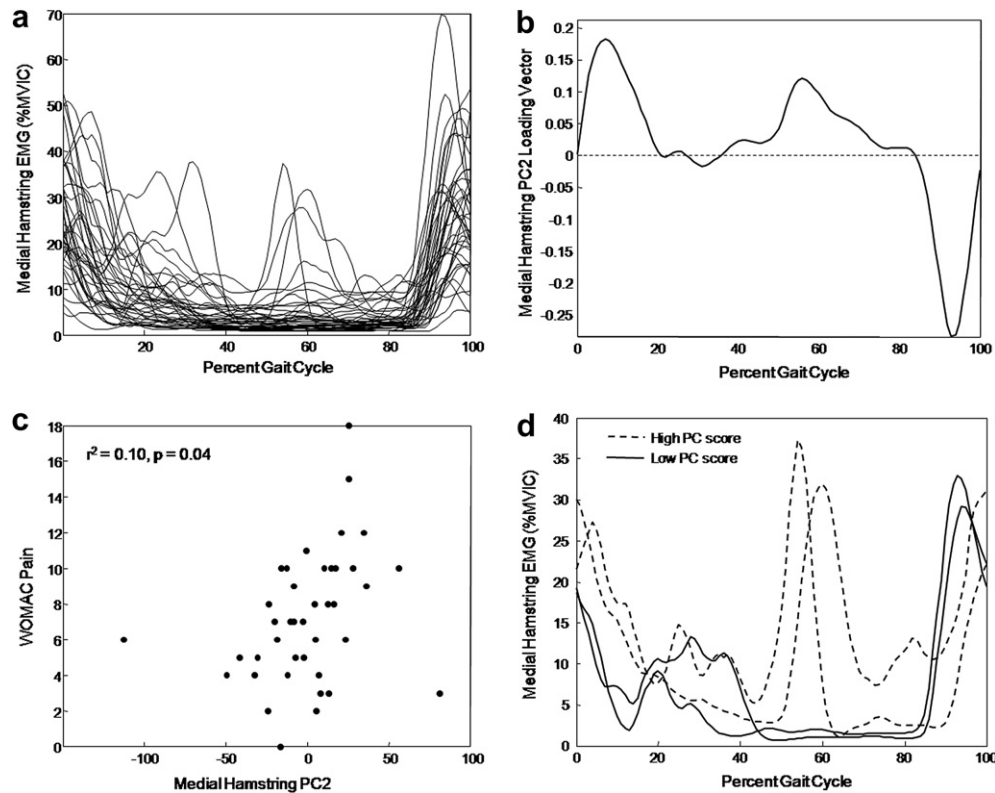 a
Medial Hamstring EMG (%MVIC)
70
60
50
40
30
20
10
0
20 40 60 80 100
Percent Gait Cycle
b
Medial Hamstring PC2 Loading Vector
0.2
0.15
0.1
0.05
0
-0.05
-0.1
-0.15
-0.2
-0.25
0 20 40 60 80 100
Percent Gait Cycle
c
r² = 0.10, p = 0.04
WOMAC Pain
18
16
14
12
10
8
6
4
2
0
-100 -50 0 50 100
Medial Hamstring PC2
d
High PC score
Low PC score
Medial Hamstring EMG (%MVIC)
40
35
30
25
20
15
10
5
0
0 20 40 60 80 100
Percent Gait Cycle